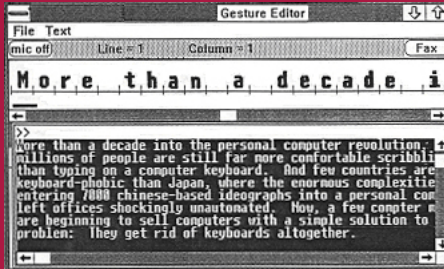 Gesture Editor
File Text
mic off Line = 1 Column = 1 Fax
More than a decade i
>>
More than a decade into the personal computer revolution,
millions of people are still far more comfortable scribbli
than typing on a computer keyboard. And few countries are
keyboard-phobic than Japan, where the enormous complexitie
entering 7000 chinese-based ideographs into a personal com
left offices shockingly unautomated. Now, a few compter m
are beginning to sell computers with a simple solution to
problem: They get rid of keyboards altogether.